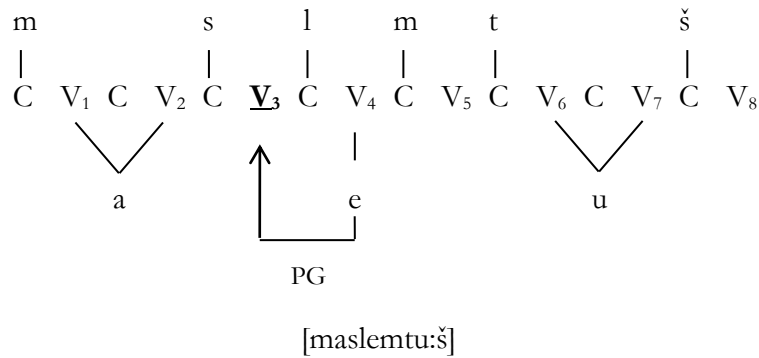 m s l m t š
C V₁ C V₂ C V₃ C V₄ C V₅ C V₆ C V₇ C V₈
a e u
PG
[maslemtu:š]